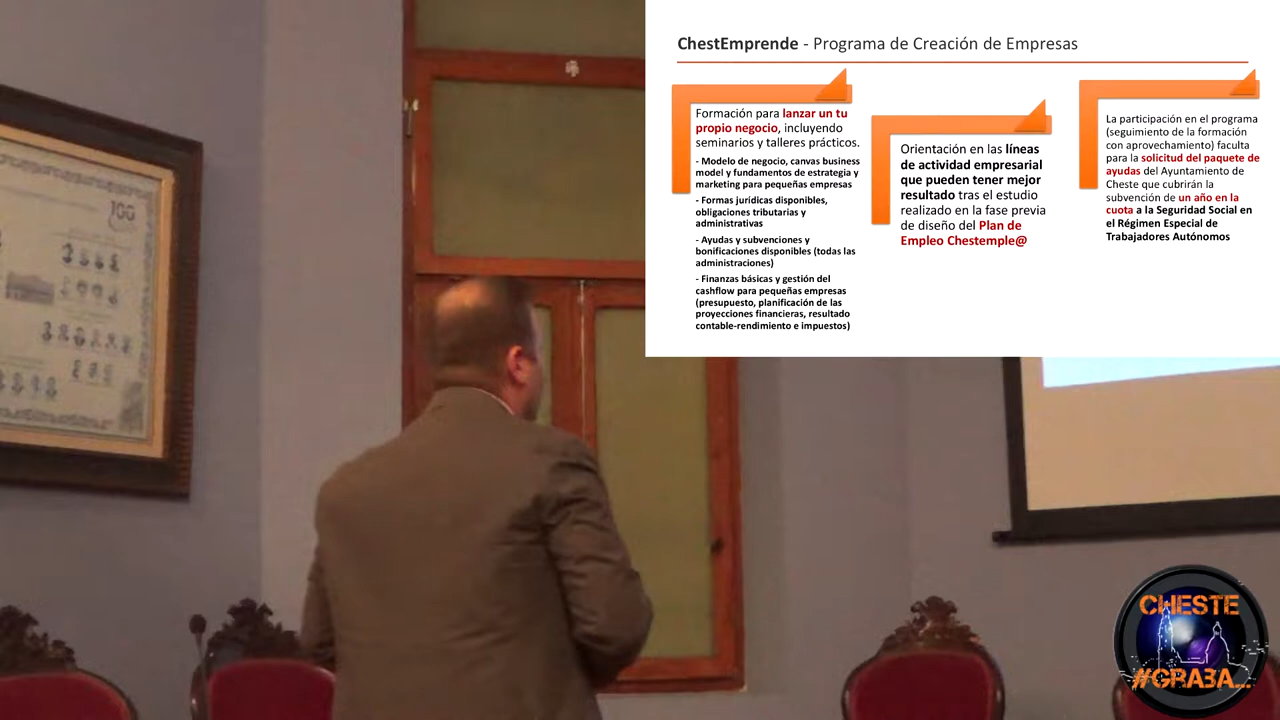 ChestEmprende - Programa de Creación de Empresas
Formación para lanzar un tu
propio negocio, incluyendo
seminarios y talleres prácticos.
- Modelo de negocio, canvas business
model y fundamentos de estrategia y
marketing para pequeñas empresas
- Formas jurídicas disponibles,
obligaciones tributarias y
administrativas
- Ayudas y subvenciones y
bonificaciones disponibles (todas las
administraciones)
- Finanzas básicas y gestión del
cashflow para pequeñas empresas
(presupuesto, planificación de las
proyecciones financieras, resultado
contable-rendimiento e impuestos)
Orientación en las líneas
de actividad empresarial
que pueden tener mejor
resultado tras el estudio
realizado en la fase previa
de diseño del Plan de
Empleo Chestemple@
La participación en el programa
(seguimiento de la formación
con aprovechamiento) faculta
para la solicitud del paquete de
ayudas del Ayuntamiento de
Cheste que cubrirán la
subvención de un año en la
cuota a la Seguridad Social en
el Régimen Especial de
Trabajadores Autónomos
100
CHESTE
#GRABA...